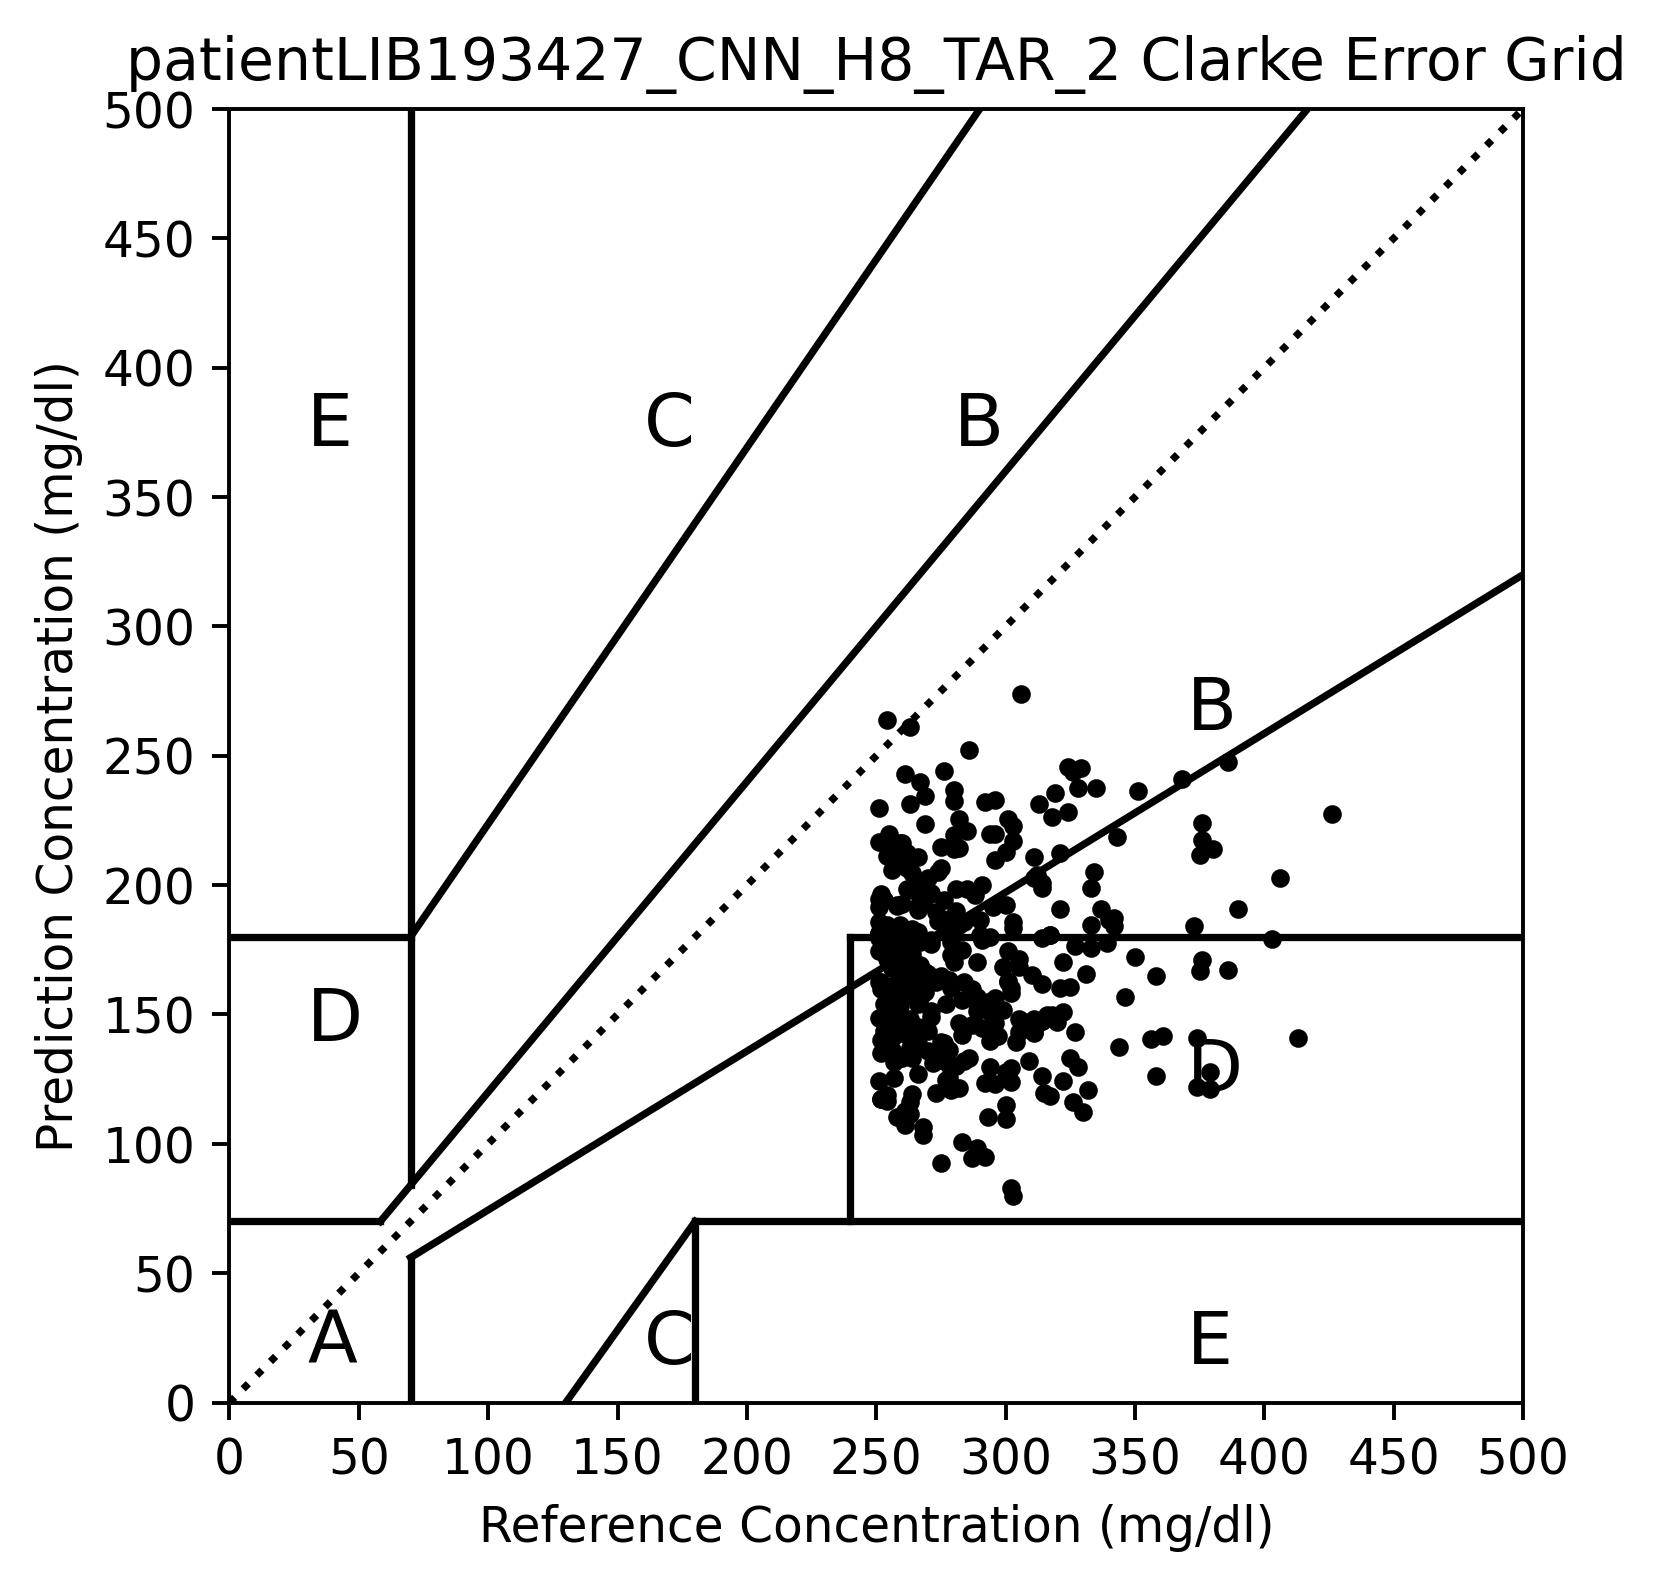 patientLIB193427_CNN_H8_TAR_2 Clarke Error Grid
500
450
400
350
300
250
200
150
100
50
0
Prediction Concentration (mg/dl)
E
C
B
B
D
D
A
C
E
0 50 100 150 200 250 300 350 400 450 500
Reference Concentration (mg/dl)